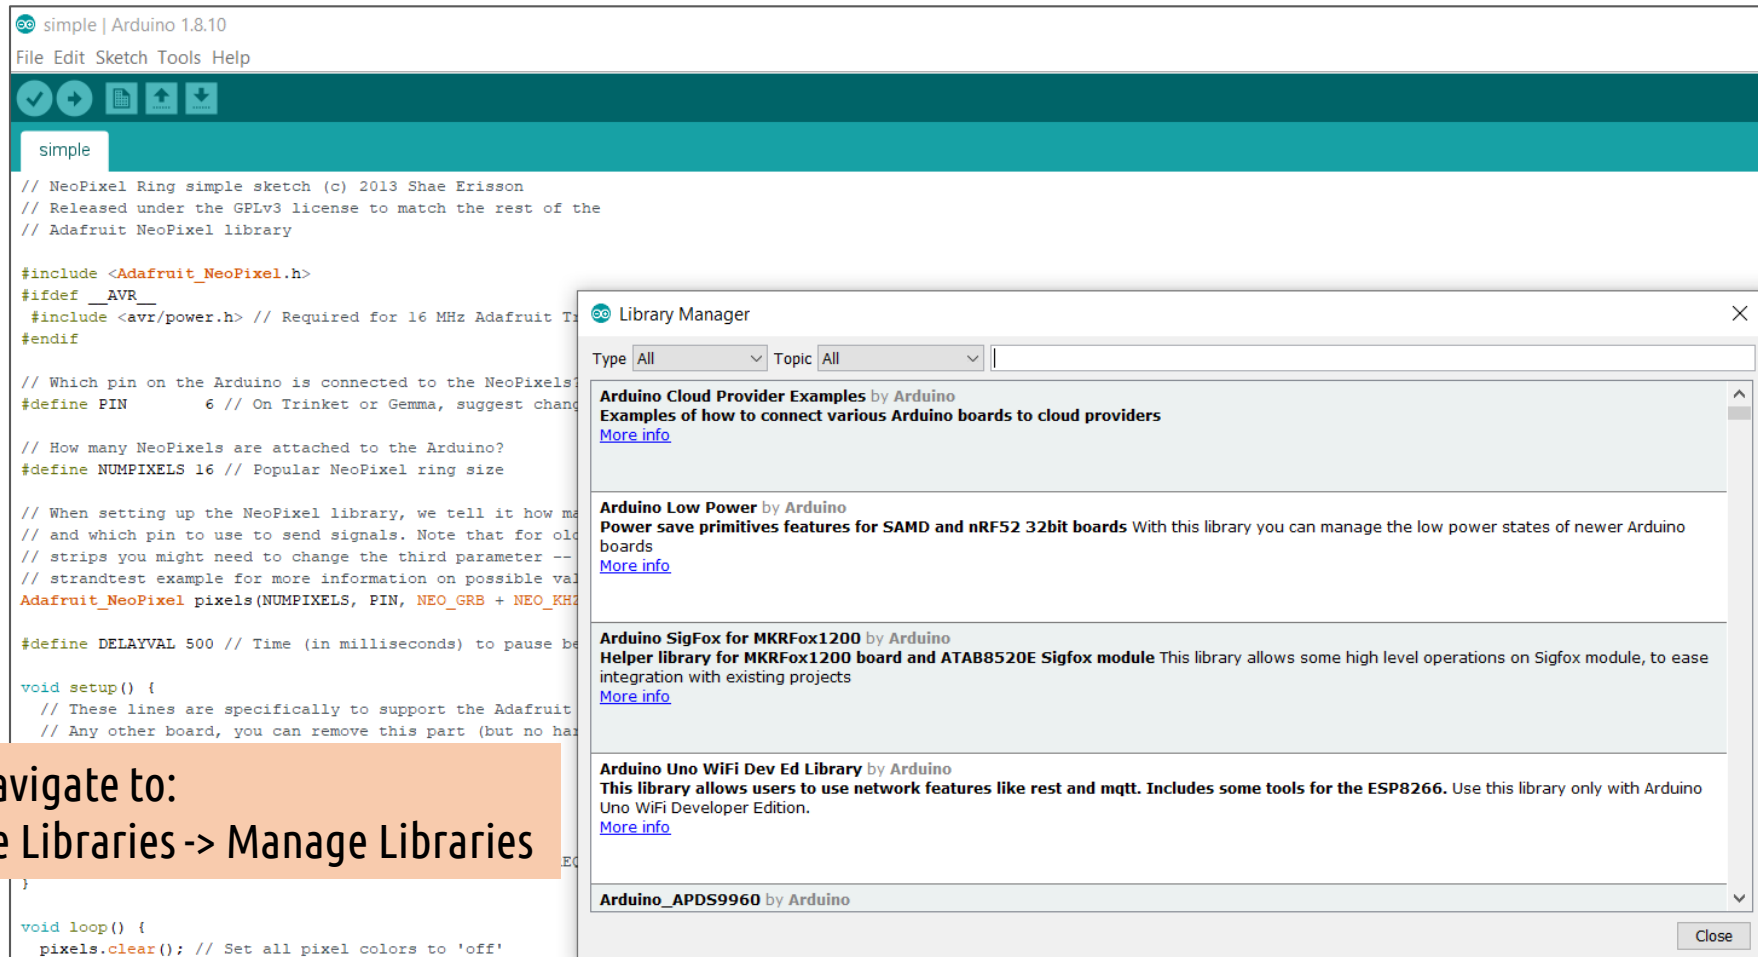 simple | Arduino 1.8.10
File Edit Sketch Tools Help
simple
// NeoPixel Ring simple sketch (c) 2013 Shae Erisson
// Released under the GPLv3 license to match the rest of the
// Adafruit NeoPixel library
#include <Adafruit_NeoPixel.h>
#ifdef __AVR__
#include <avr/power.h> // Required for 16 MHz Adafruit
#endif
// Which pin on the Arduino is connected to the NeoPixels?
#define PIN 6 // On Trinket or Gemma, suggest
// How many NeoPixels are attached to the Arduino?
#define NUMPIXELS 16 // Popular NeoPixel ring size
// When setting up the NeoPixel library, we tell it how
// and which pin to use to send signals. Note that for
// strips you might need to change the third parameter --
// strandtest example for more information on possible
Adafruit_NeoPixel pixels(NUMPIXELS, PIN, NEO_GRB +
#define DELAYVAL 500 // Time (in milliseconds) to pause
void setup() {
// These lines are specifically to support the Adafruit
// Any other board, you can remove this part (but no
}
void loop() {
pixels.clear(); // Set all pixel colors to 'off'
avigate to:
e Libraries -> Manage Libraries
Library Manager
Type All Topic All
Arduino Cloud Provider Examples by Arduino
Examples of how to connect various Arduino boards to cloud providers
More info
Arduino Low Power by Arduino
Power save primitives features for SAMD and nRF52 32bit boards With this library you can manage the low power states of newer Arduino
boards
More info
Arduino SigFox for MKRFox1200 by Arduino
Helper library for MKRFox1200 board and ATAB8520E Sigfox module This library allows some high level operations on Sigfox module, to ease
integration with existing projects
More info
Arduino Uno WiFi Dev Ed Library by Arduino
This library allows users to use network features like rest and mqtt. Includes some tools for the ESP8266. Use this library only with Arduino
Uno WiFi Developer Edition.
More info
Arduino_APDS9960 by Arduino
Close